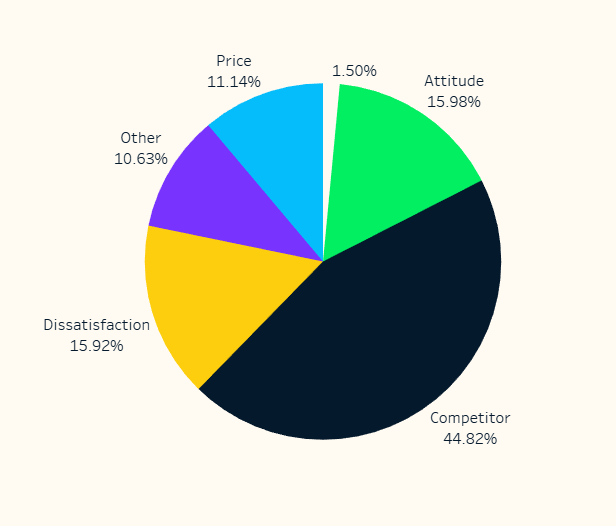 Price
11.14%
1.50%
Attitude
15.98%
Other
10.63%
Dissatisfaction
15.92%
Competitor
44.82%